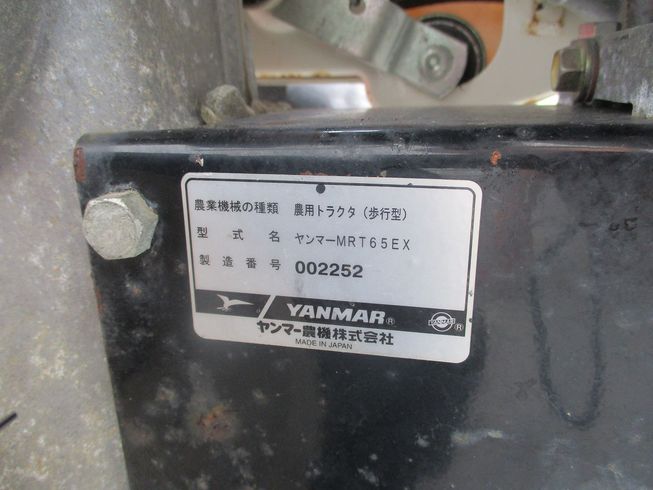 農業機械の種類 農用トラクタ（歩行型）
型式名 ヤンマーMRT65EX
製造番号 002252
YANMAR® YANMAR ®
ヤンマー農機株式会社
MADE IN JAPAN